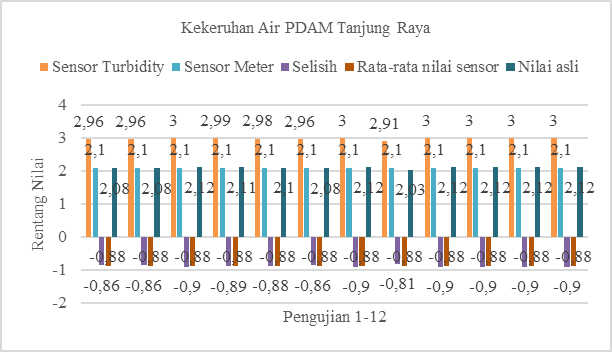 Kekeruhan Air PDAM Tanjung Raya
Sensor Turbidity Sensor Meter Selisih Rata-rata nilai sensor Nilai asli
4
2,96 2,96 3 2,99 2,98 2,96 3 2,91 3 3 3 3
3
2,1 2,1 2,1 2,1 2,1 2,1 2,1 2,1 2,1 2,1 2,1 2,1
2
2,08 2,08 2,12 2,11 2,1 2,08 2,12 2,03 2,12 2,12 2,12 2,12
1
0
-0,88 -0,88 -0,88 -0,88 -0,88 -0,88 -0,88 -0,88 -0,88 -0,88 -0,88 -0,88
-1
-0,86 -0,86 -0,9 -0,89 -0,88 -0,86 -0,9 -0,81 -0,9 -0,9 -0,9 -0,9
-2
Rentang Nilai
Pengujian 1-12